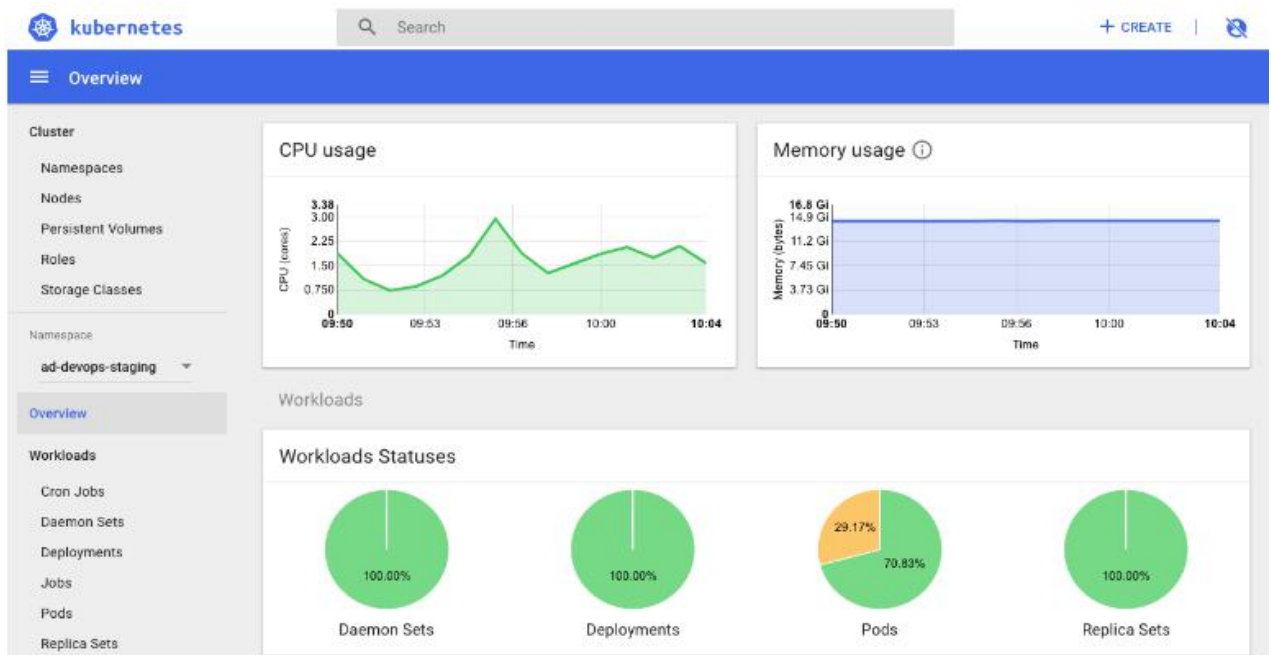 kubernetes
Search
+ CREATE |
Overview
Cluster
Namespaces
Nodes
Persistent Volumes
Roles
Storage Classes
Namespace
ad-devops-staging
Overview
Workloads
Cron Jobs
Daemon Sets
Deployments
Jobs
Pods
Replica Sets
CPU usage
CPU (cores)
3.38
3.00
2.25
1.50
0.750
0
09:50 09:53 09:56 10:00 10:04
Time
Memory usage
Memory (bytes)
16.8 Gi
14.9 Gi
11.2 Gi
7.45 Gi
3.73 Gi
0
09:50 09:53 09:56 10:00 10:04
Time
Workloads
Workloads Statuses
100.00%
Daemon Sets
100.00%
Deployments
29.17%
70.83%
Pods
100.00%
Replica Sets